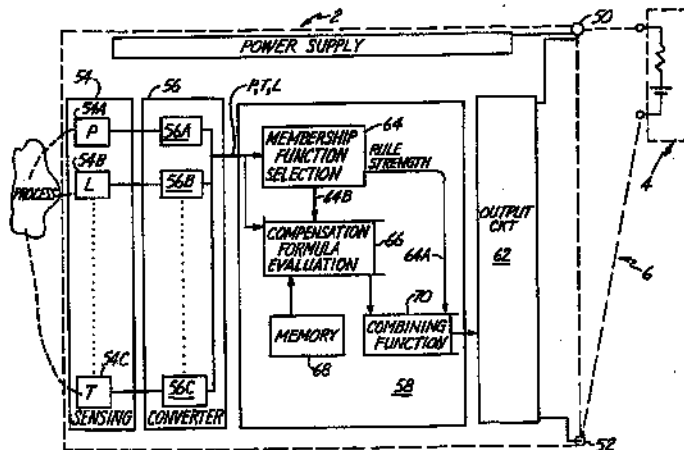 2
50
POWER SUPPLY
54
56
P,T,L
54A
P
56A
MEMBERSHIP
FUNCTION
SELECTION
64
RULE
STRENGTH
4
54B
L
56B
64B
PROCESS
COMPENSATION
FORMULA
EVALUATION
66
64A
OUTPUT
CKT
62
6
70
MEMORY
68
COMBINING
FUNCTION
54C
T
56C
58
SENSING
CONVERTER
52